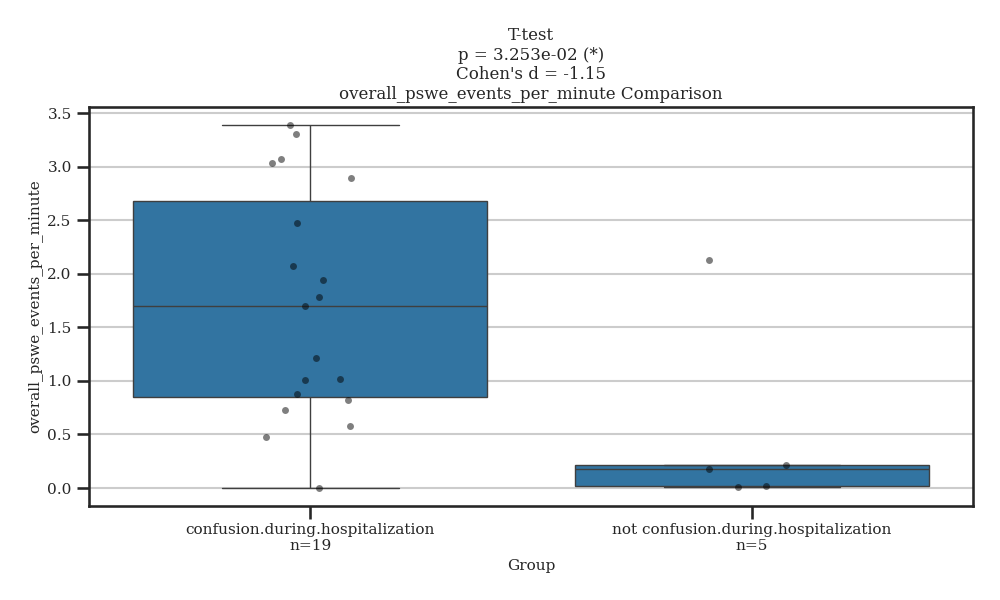 T-test
p = 3.253e-02 (*)
Cohen's d = -1.15
overall_pswe_events_per_minute Comparison
overall_pswe_events_per_minute
3.5
3.0
2.5
2.0
1.5
1.0
0.5
0.0
confusion.during.hospitalization
n=19
not confusion.during.hospitalization
n=5
Group